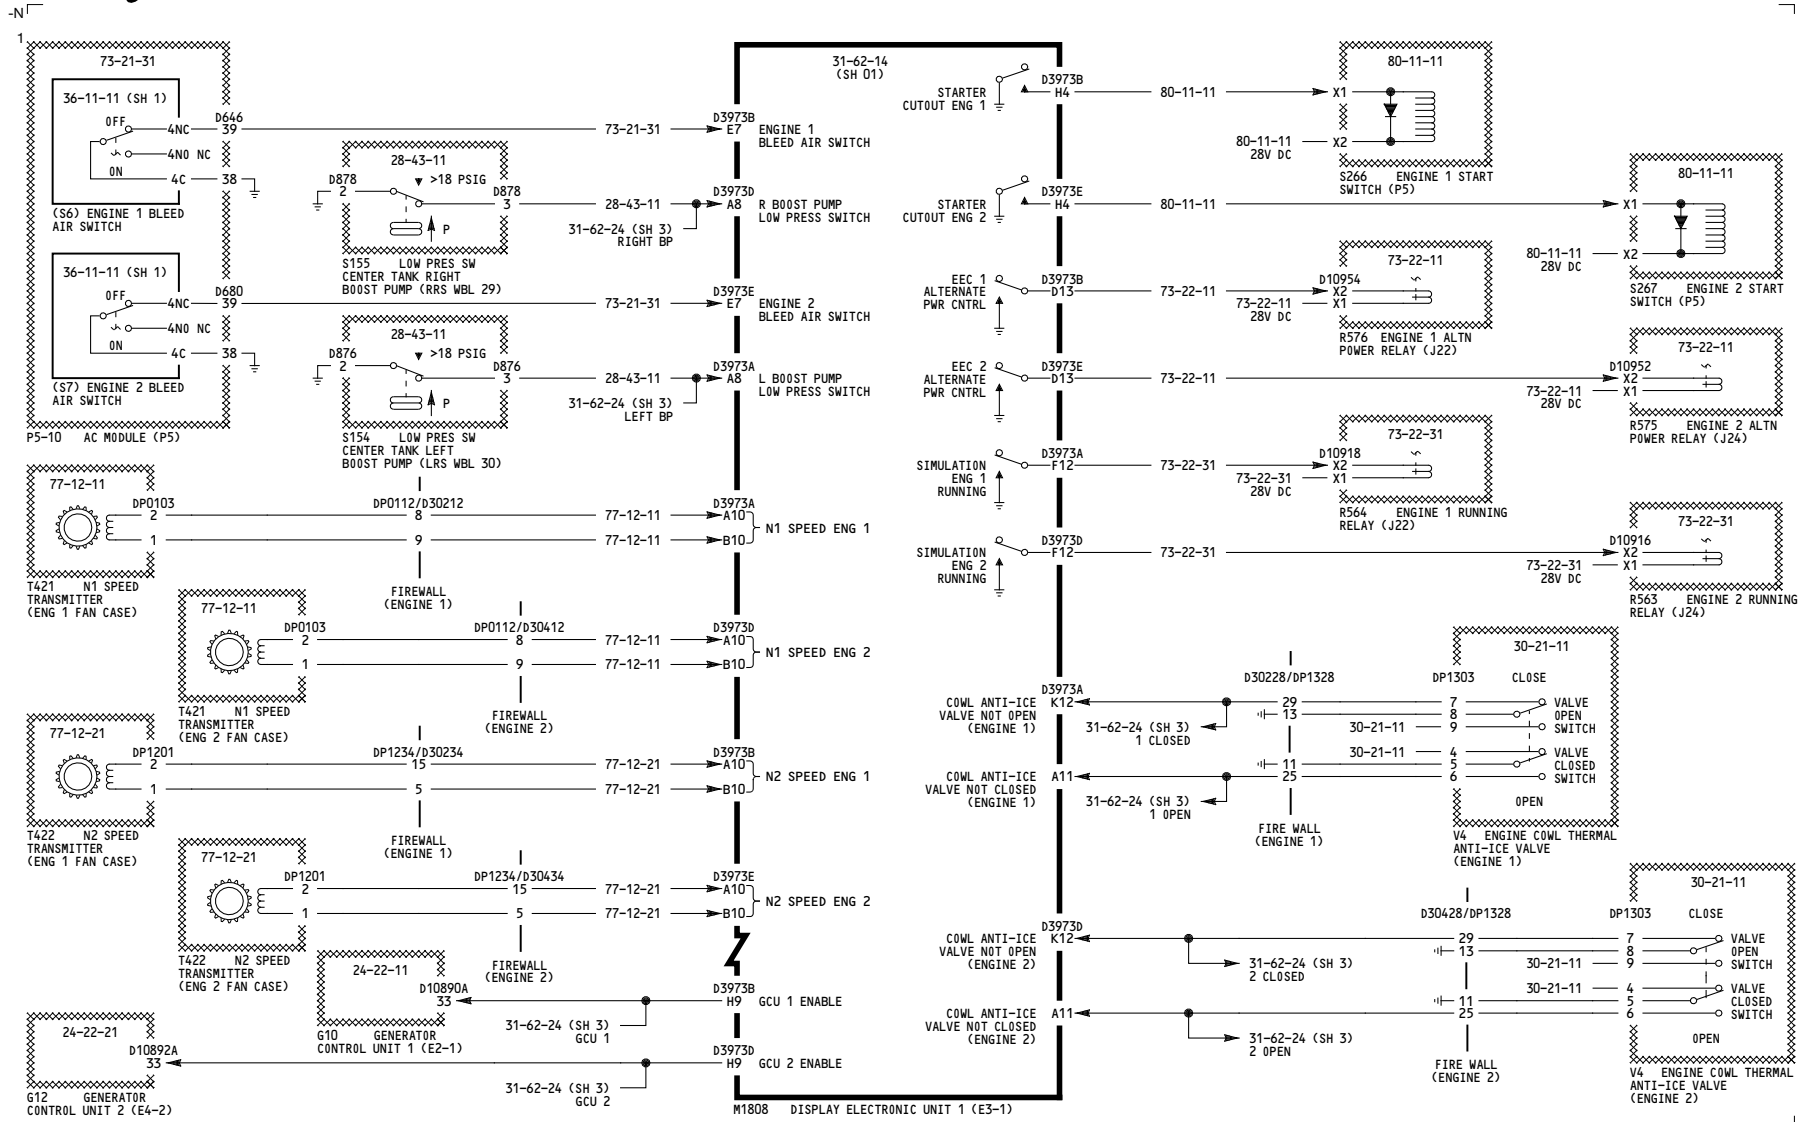 -N
1
73-21-31
36-11-11 (SH 1)
OFF
4NC
D646
39
4NO NC
ON
4C
38
(S6) ENGINE 1 BLEED
AIR SWITCH
36-11-11 (SH 1)
OFF
4NC
D680
39
4NO NC
ON
4C
38
(S7) ENGINE 2 BLEED
AIR SWITCH
P5-10 AC MODULE (P5)
73-21-31
28-43-11
D878
2
>18 PSIG
D878
3
P
28-43-11
31-62-24 (SH 3)
RIGHT BP
S155 LOW PRES SW
CENTER TANK RIGHT
BOOST PUMP (RRS WBL 29)
73-21-31
28-43-11
D876
2
>18 PSIG
D876
3
P
28-43-11
31-62-24 (SH 3)
LEFT BP
S154 LOW PRES SW
CENTER TANK LEFT
BOOST PUMP (LRS WBL 30)
77-12-11
DP0103
2
1
DP0112/D30212
8
9
77-12-11
77-12-11
T421 N1 SPEED
TRANSMITTER
(ENG 1 FAN CASE)
FIREWALL
(ENGINE 1)
77-12-11
DP0103
2
1
DP0112/D30412
8
9
77-12-11
77-12-11
T421 N1 SPEED
TRANSMITTER
(ENG 2 FAN CASE)
FIREWALL
(ENGINE 2)
77-12-21
DP1201
2
1
DP1234/D30234
15
5
77-12-21
77-12-21
T422 N2 SPEED
TRANSMITTER
(ENG 1 FAN CASE)
FIREWALL
(ENGINE 1)
77-12-21
DP1201
2
1
DP1234/D30434
15
5
77-12-21
77-12-21
T422 N2 SPEED
TRANSMITTER
(ENG 2 FAN CASE)
FIREWALL
(ENGINE 2)
24-22-11
D10890A
33
31-62-24 (SH 3)
GCU 1
G10 GENERATOR
CONTROL UNIT 1 (E2-1)
24-22-21
D10892A
33
31-62-24 (SH 3)
GCU 2
G12 GENERATOR
CONTROL UNIT 2 (E4-2)
31-62-14
(SH 01)
D3973B
E7 ENGINE 1
BLEED AIR SWITCH
D3973D
A8 R BOOST PUMP
LOW PRESS SWITCH
D3973E
E7 ENGINE 2
BLEED AIR SWITCH
D3973A
A8 L BOOST PUMP
LOW PRESS SWITCH
D3973A
A10
B10
N1 SPEED ENG 1
D3973D
A10
B10
N1 SPEED ENG 2
D3973B
A10
B10
N2 SPEED ENG 1
D3973E
A10
B10
N2 SPEED ENG 2
D3973B
H9 GCU 1 ENABLE
D3973D
H9 GCU 2 ENABLE
M1808 DISPLAY ELECTRONIC UNIT 1 (E3-1)
STARTER
CUTOUT ENG 1
D3973B
H4
80-11-11
STARTER
CUTOUT ENG 2
D3973E
H4
80-11-11
EEC 1
ALTERNATE
PWR CNTRL
D3973B
D13
73-22-11
EEC 2
ALTERNATE
PWR CNTRL
D3973E
D13
73-22-11
SIMULATION
ENG 1
RUNNING
D3973A
F12
73-22-31
SIMULATION
ENG 2
RUNNING
D3973D
F12
73-22-31
COWL ANTI-ICE
VALVE NOT OPEN
(ENGINE 1)
D3973A
K12
COWL ANTI-ICE
VALVE NOT CLOSED
(ENGINE 1)
A11
COWL ANTI-ICE
VALVE NOT OPEN
(ENGINE 2)
D3973D
K12
COWL ANTI-ICE
VALVE NOT CLOSED
(ENGINE 2)
A11
80-11-11
X1
80-11-11
28V DC
X2
S266 ENGINE 1 START
SWITCH (P5)
80-11-11
X1
80-11-11
28V DC
X2
S267 ENGINE 2 START
SWITCH (P5)
73-22-11
D10954
X2
73-22-11
28V DC
X1
R576 ENGINE 1 ALTN
POWER RELAY (J22)
73-22-11
D10952
X2
73-22-11
28V DC
X1
R575 ENGINE 2 ALTN
POWER RELAY (J24)
73-22-31
D10918
X2
73-22-31
28V DC
X1
R564 ENGINE 1 RUNNING
RELAY (J22)
73-22-31
D10916
X2
73-22-31
28V DC
X1
R563 ENGINE 2 RUNNING
RELAY (J24)
30-21-11
D30228/DP1328
DP1303
CLOSE
29
7
VALVE
13
8
OPEN
30-21-11
9
SWITCH
31-62-24 (SH 3)
1 CLOSED
30-21-11
4
VALVE
11
5
CLOSED
25
6
SWITCH
31-62-24 (SH 3)
1 OPEN
OPEN
FIRE WALL
(ENGINE 1)
V4 ENGINE COWL THERMAL
ANTI-ICE VALVE
(ENGINE 1)
30-21-11
D30428/DP1328
DP1303
CLOSE
29
7
VALVE
13
8
OPEN
30-21-11
9
SWITCH
31-62-24 (SH 3)
2 CLOSED
30-21-11
4
VALVE
11
5
CLOSED
25
6
SWITCH
31-62-24 (SH 3)
2 OPEN
OPEN
FIRE WALL
(ENGINE 2)
V4 ENGINE COWL THERMAL
ANTI-ICE VALVE
(ENGINE 2)